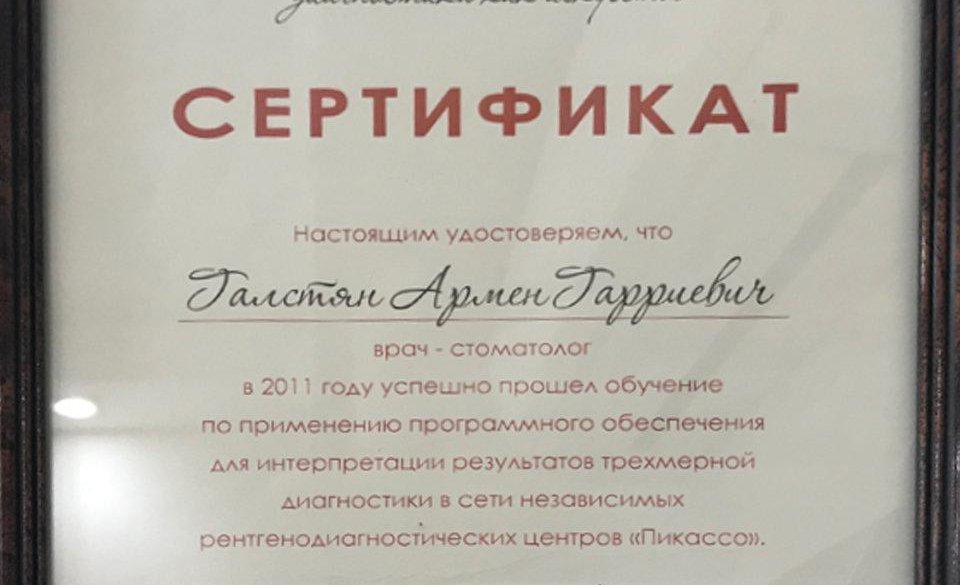 СЕРТИФИКАТ
Настоящим удостоверяем, что
Галстян Армен Гарриевич
врач - стоматолог
в 2011 году успешно прошел обучение
по применению программного обеспечения
для интерпретации результатов трехмерной
диагностики в сети независимых
рентгенодиагностических центров «Пикассо».